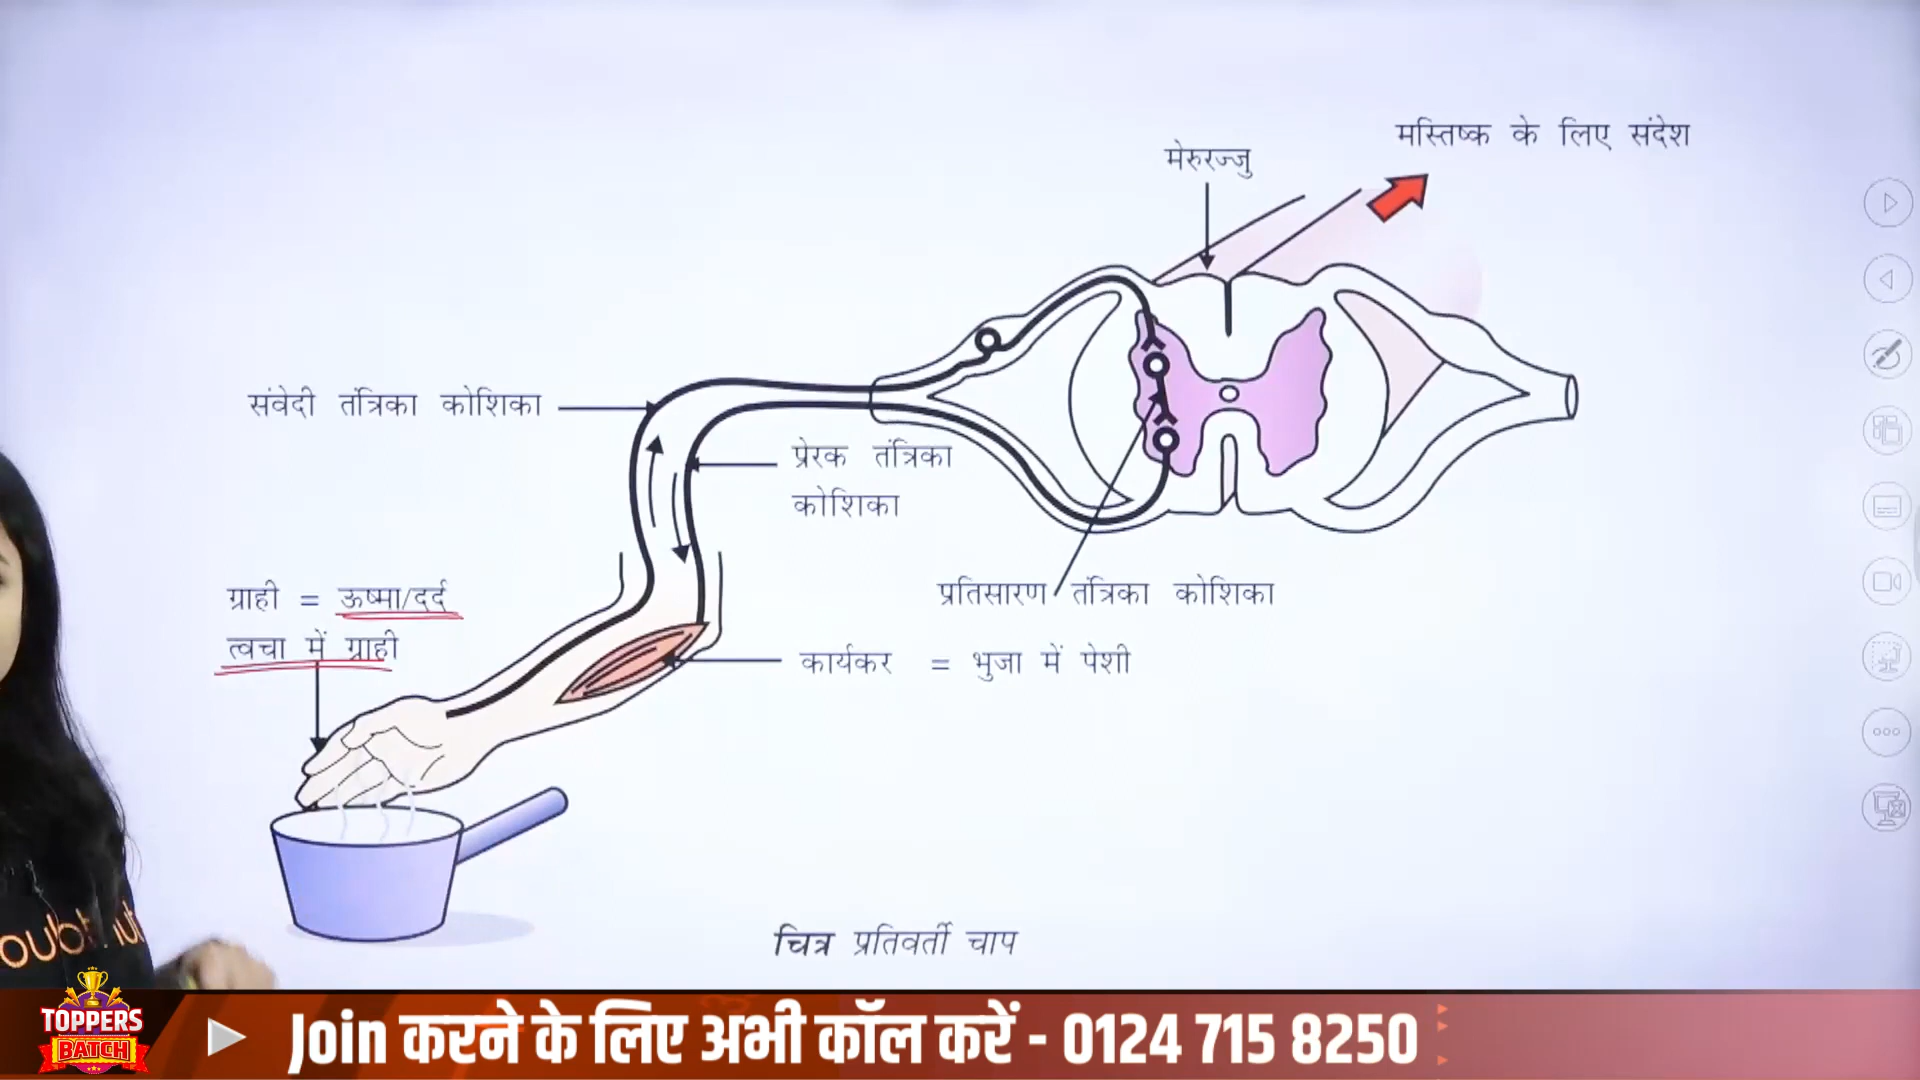 मस्तिष्क के लिए संदेश
मेरुरज्जु
संवेदी तंत्रिका कोशिका
प्रेरक तंत्रिका
कोशिका
ग्राही = ऊष्मा/दर्द
त्वचा में ग्राही
प्रतिसारण तंत्रिका कोशिका
कार्यकर = भुजा में पेशी
चित्र प्रतिवर्ती चाप
TOPPERS
BATCH
Join करने के लिए अभी कॉल करें - 0124 715 8250